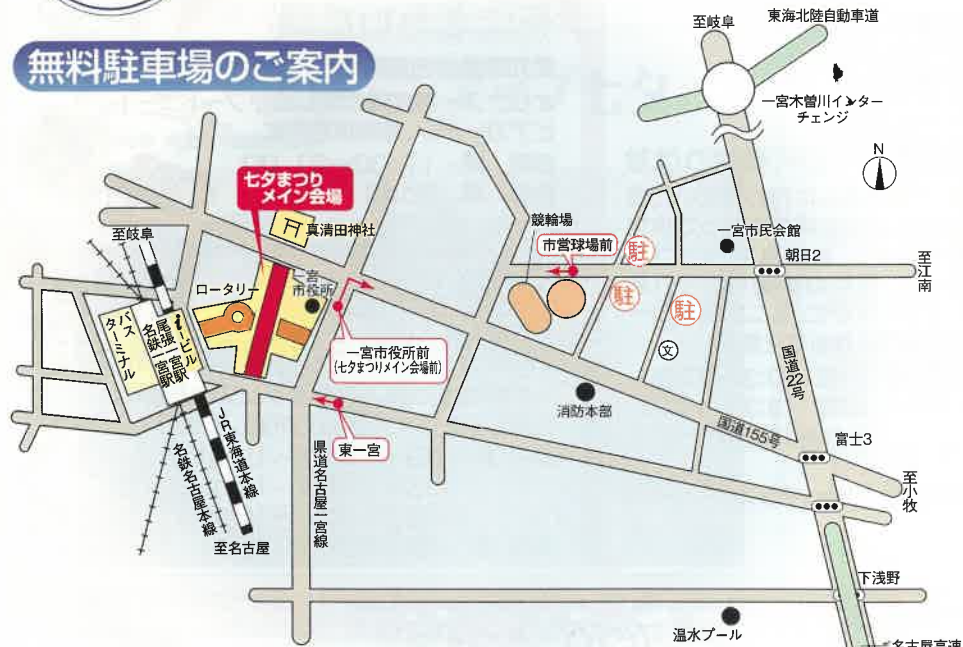 無料駐車場のご案内
至岐阜
東海北陸自動車道
一宮木曽川インター
チェンジ
N
七夕まつり
メイン会場
真清田神社
競輪場
市営球場前
駐
駐
駐
一宮市民会館
朝日2
至江南
至岐阜
ロータリー
一宮
市役所
バス
ターミナル
名鉄一宮駅
尾張一宮駅
i-ビル
一宮市役所前
(七夕まつりメイン会場前)
文
国道22号
消防本部
国道155号
富士3
東一宮
至小牧
JR東海道本線
名鉄名古屋本線
県道名古屋一宮線
至名古屋
下浅野
温水プール
名古屋高速